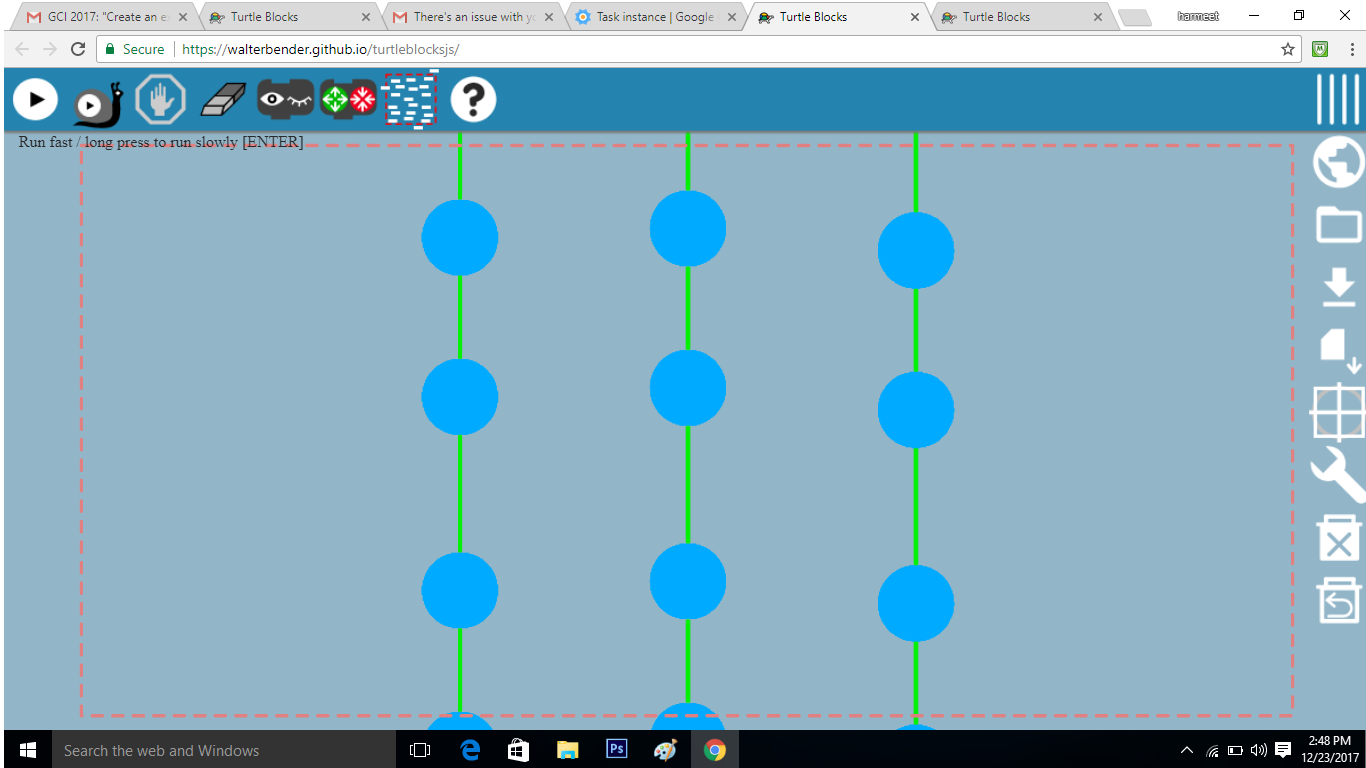 GCI 2017: "Create an e
Turtle Blocks
There's an issue with yo
Task instance | Google
Turtle Blocks
Turtle Blocks
harmeet
Secure
https://walterbender.github.io/turtleblocksjs/
?
Run fast / long press to run slowly [ENTER]
Search the web and Windows
Ps
2:48 PM
12/23/2017